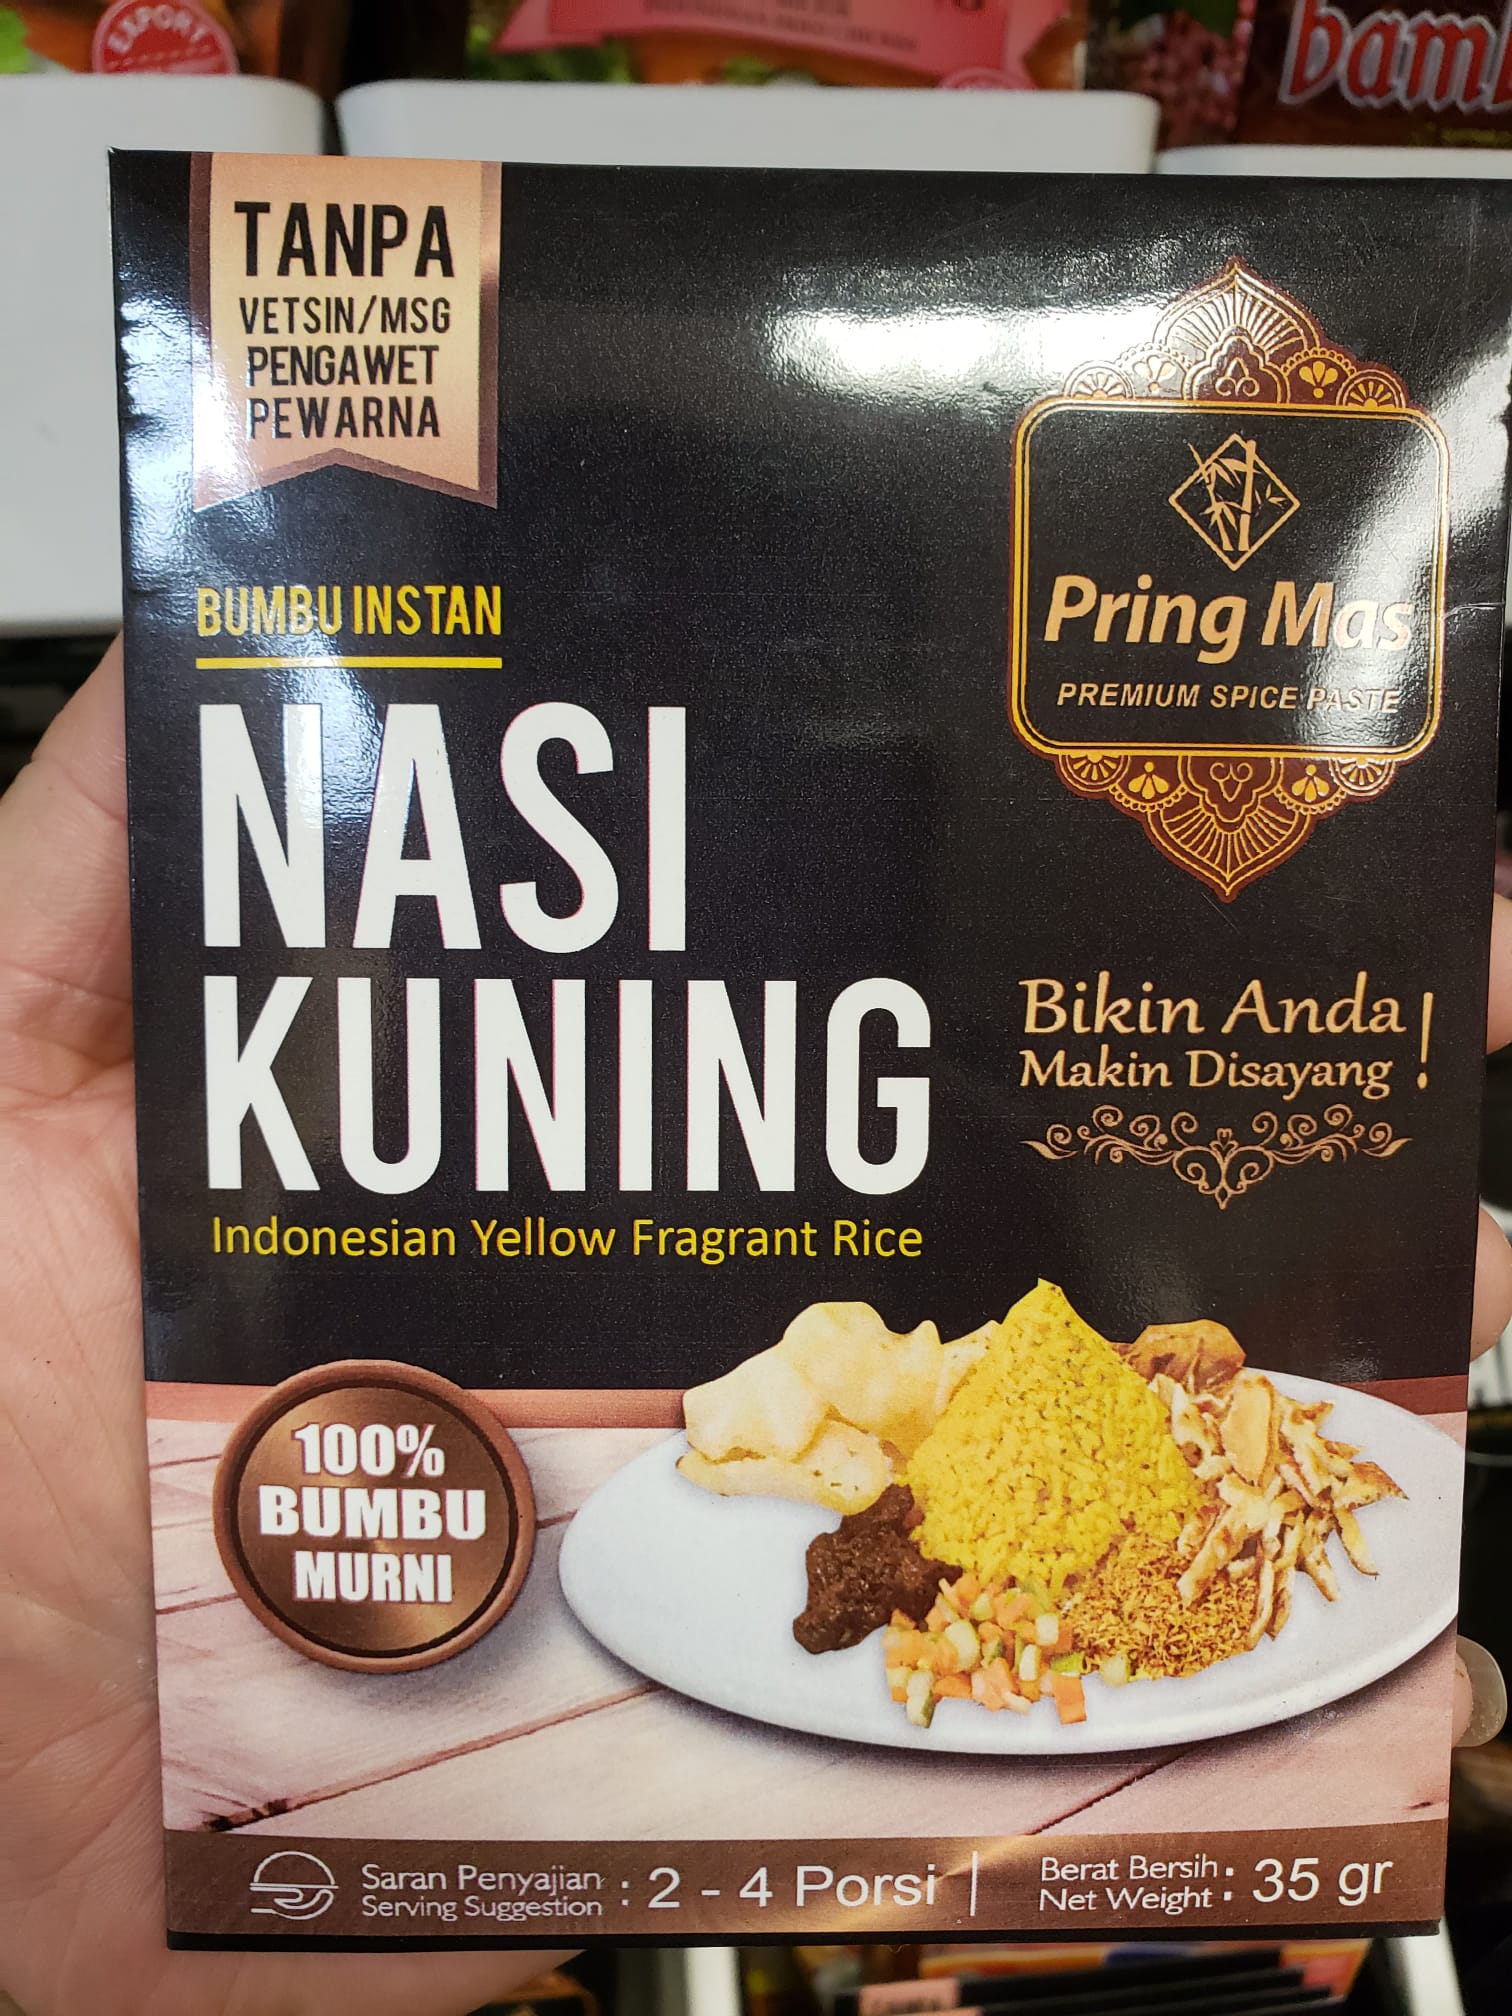 EXPORT
bam
TANPA
VETSIN/MSG
PENGAWET
PEWARNA
Pring Mas
PREMIUM SPICE PASTE
BUMBU INSTAN
NASI
KUNING
Indonesian Yellow Fragrant Rice
Bikin Anda
Makin Disayang !
100%
BUMBU
MURNI
Saran Penyajian : 2 - 4 Porsi
Serving Suggestion
Berat Bersih : 35 gr
Net Weight